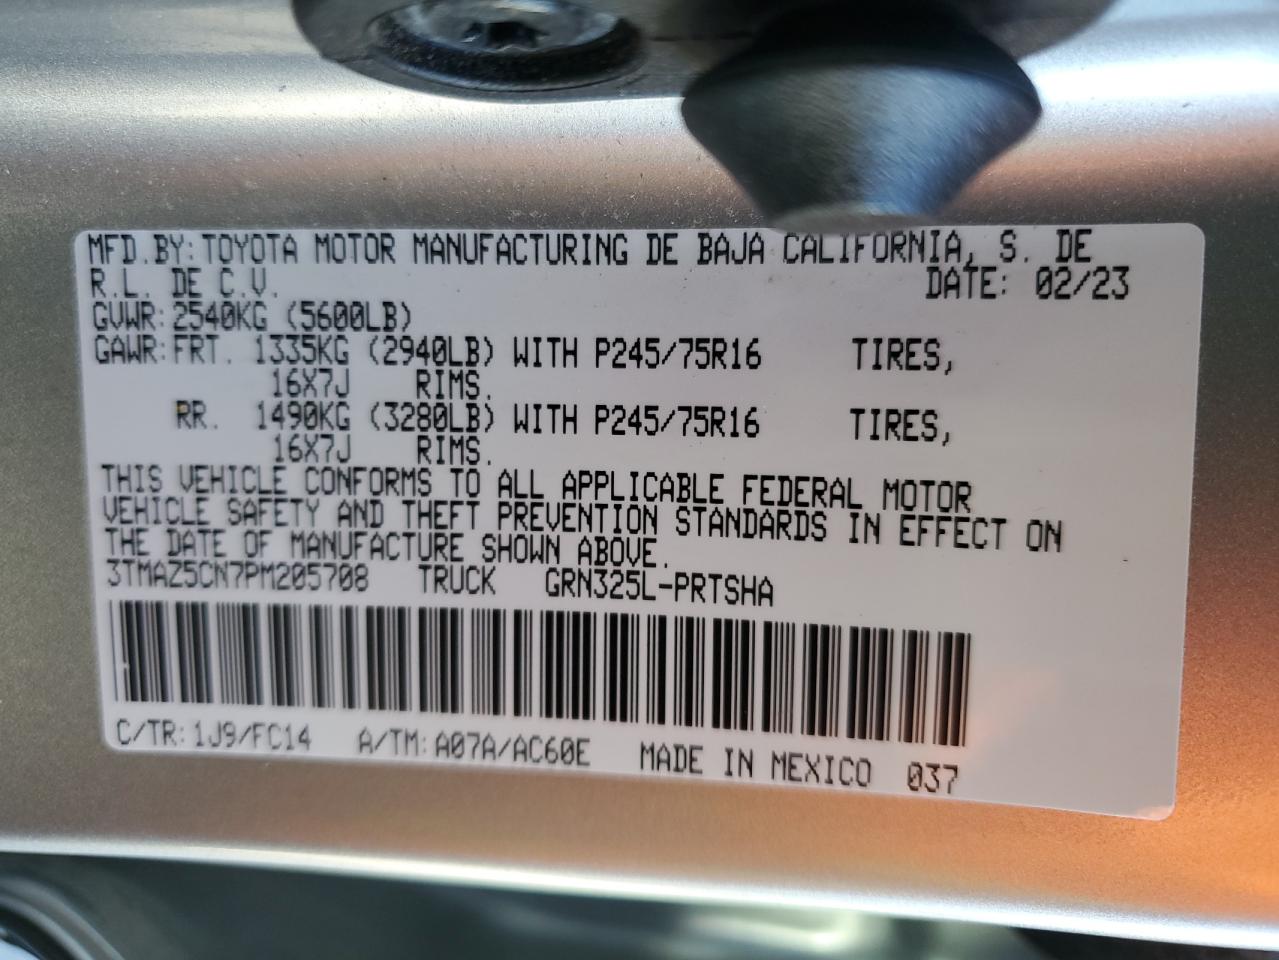 MFD.BY: TOYOTA MOTOR MANUFACTURING DE BAJA CALIFORNIA, S. DE
R.L. DE C.V. DATE: 02/23
GVWR: 2540KG (5600LB)
GAWR: FRT. 1335KG (2940LB) WITH P245/75R16 TIRES,
16X7J RIMS.
RR. 1490KG (3280LB) WITH P245/75R16 TIRES,
16X7J RIMS.
THIS VEHICLE CONFORMS TO ALL APPLICABLE FEDERAL MOTOR
VEHICLE SAFETY AND THEFT PREVENTION STANDARDS IN EFFECT ON
THE DATE OF MANUFACTURE SHOWN ABOVE.
3TMAZ5CN7PM205708 TRUCK GRN325L-PRTSHA
C/TR: 1J9/FC14 A/TM: A07A/AC60E MADE IN MEXICO 037